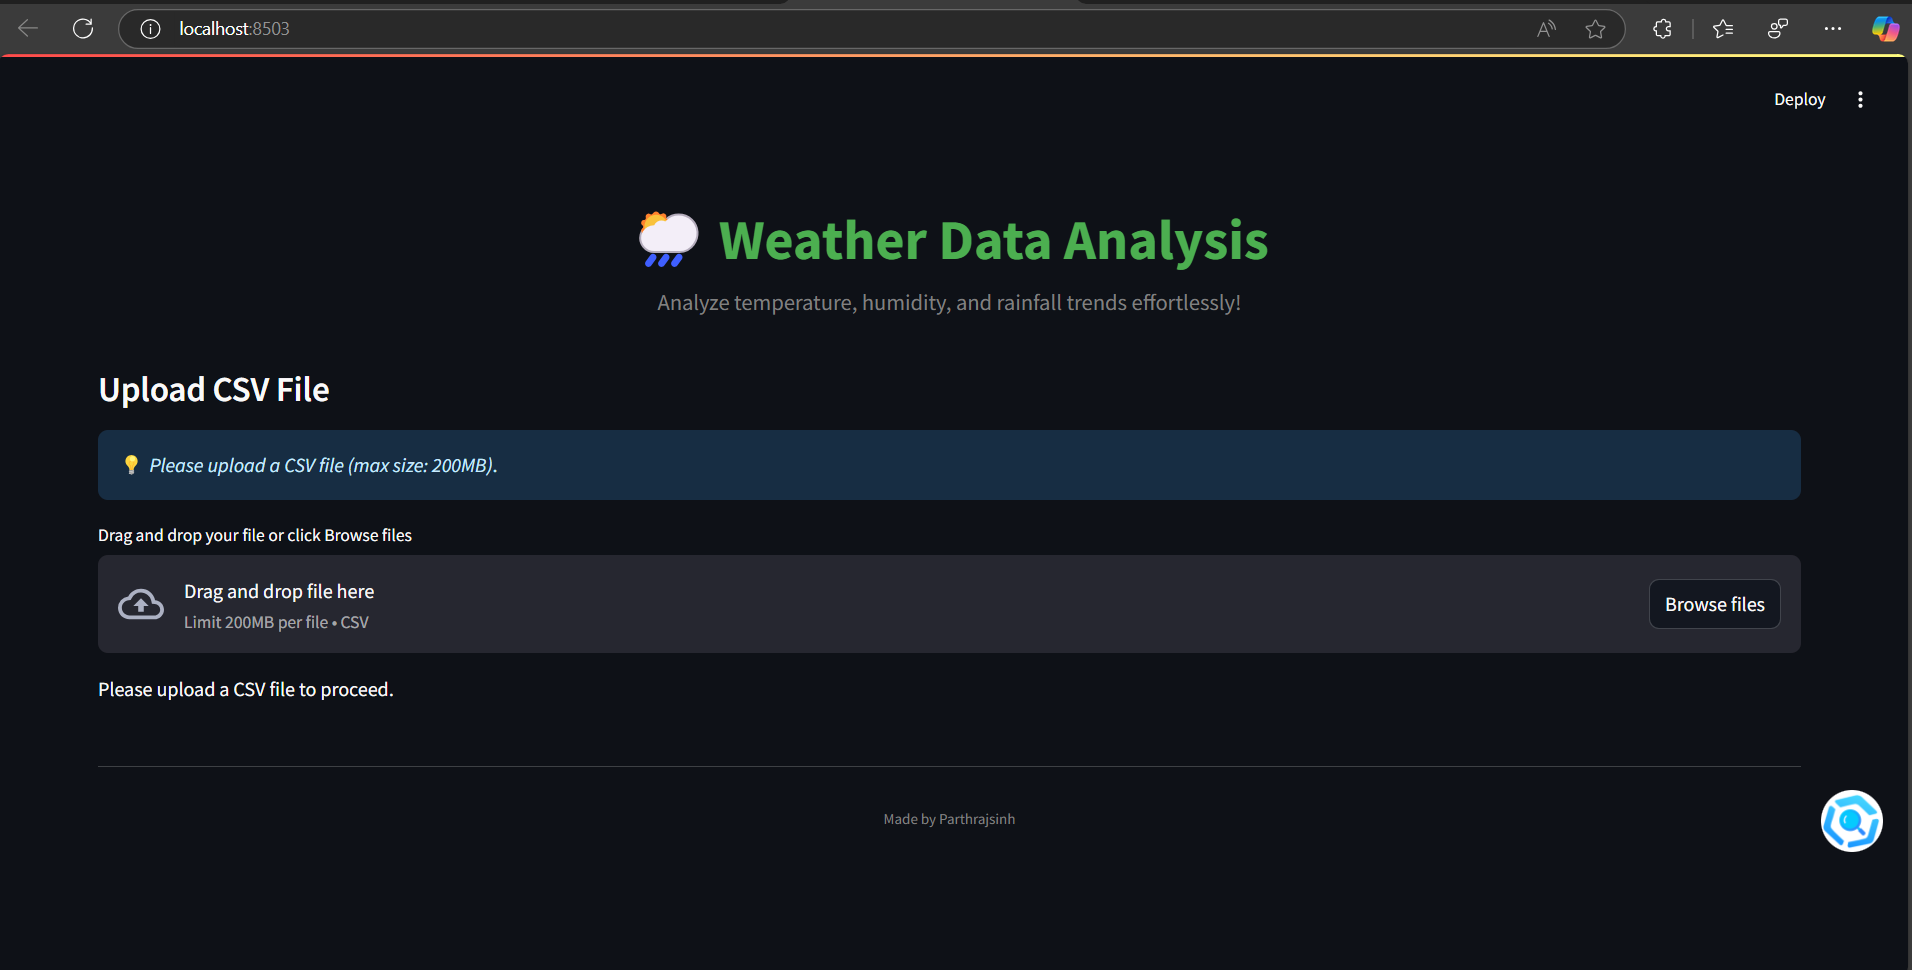 localhost:8503
Deploy
Weather Data Analysis
Analyze temperature, humidity, and rainfall trends effortlessly!
Upload CSV File
Please upload a CSV file (max size: 200MB).
Drag and drop your file or click Browse files
Drag and drop file here
Limit 200MB per file • CSV
Browse files
Please upload a CSV file to proceed.
Made by Parthrajsinh